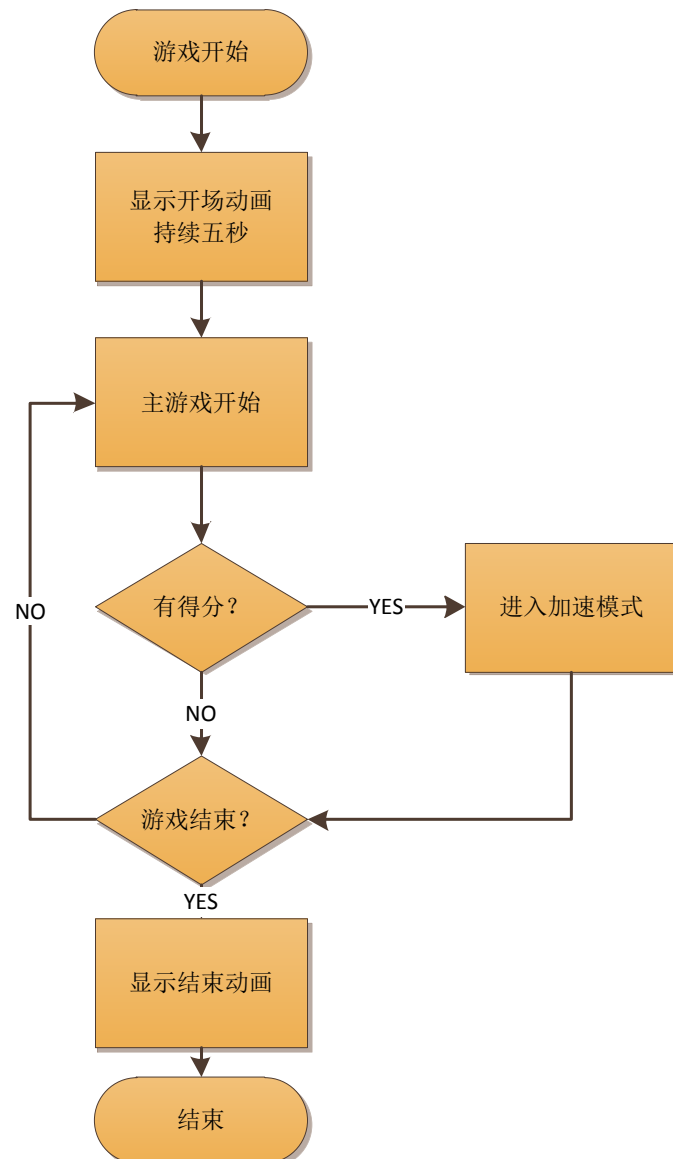 游戏开始
显示开场动画
持续五秒
主游戏开始
有得分？
YES
进入加速模式
NO
NO
游戏结束？
YES
显示结束动画
结束